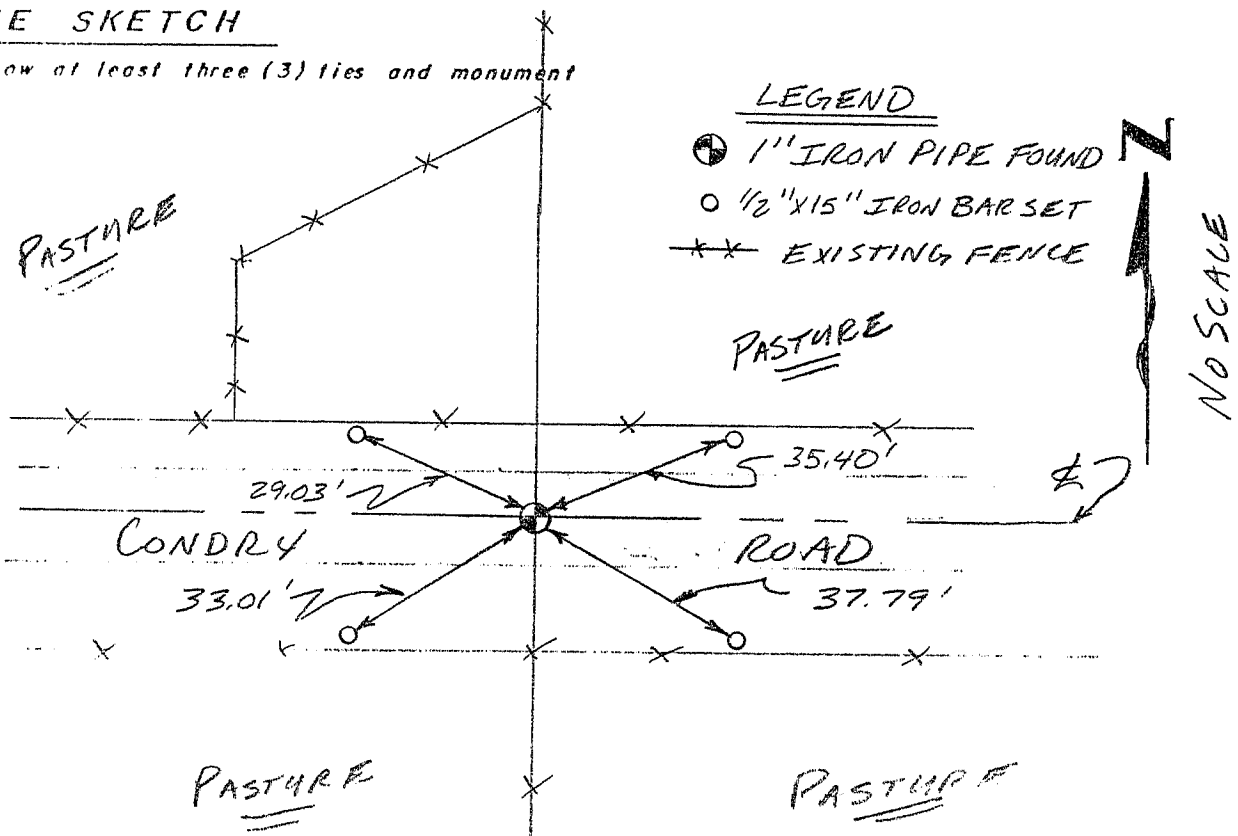 SKETCH
at least three (3) ties and monument
LEGEND
1" IRON PIPE FOUND
1/2"X15" IRON BAR SET
EXISTING FENCE
N
NO SCALE
PASTURE
PASTURE
29.03'
35.40'
℄
CONDRY ROAD
33.01'
37.79'
PASTURE
PASTURE